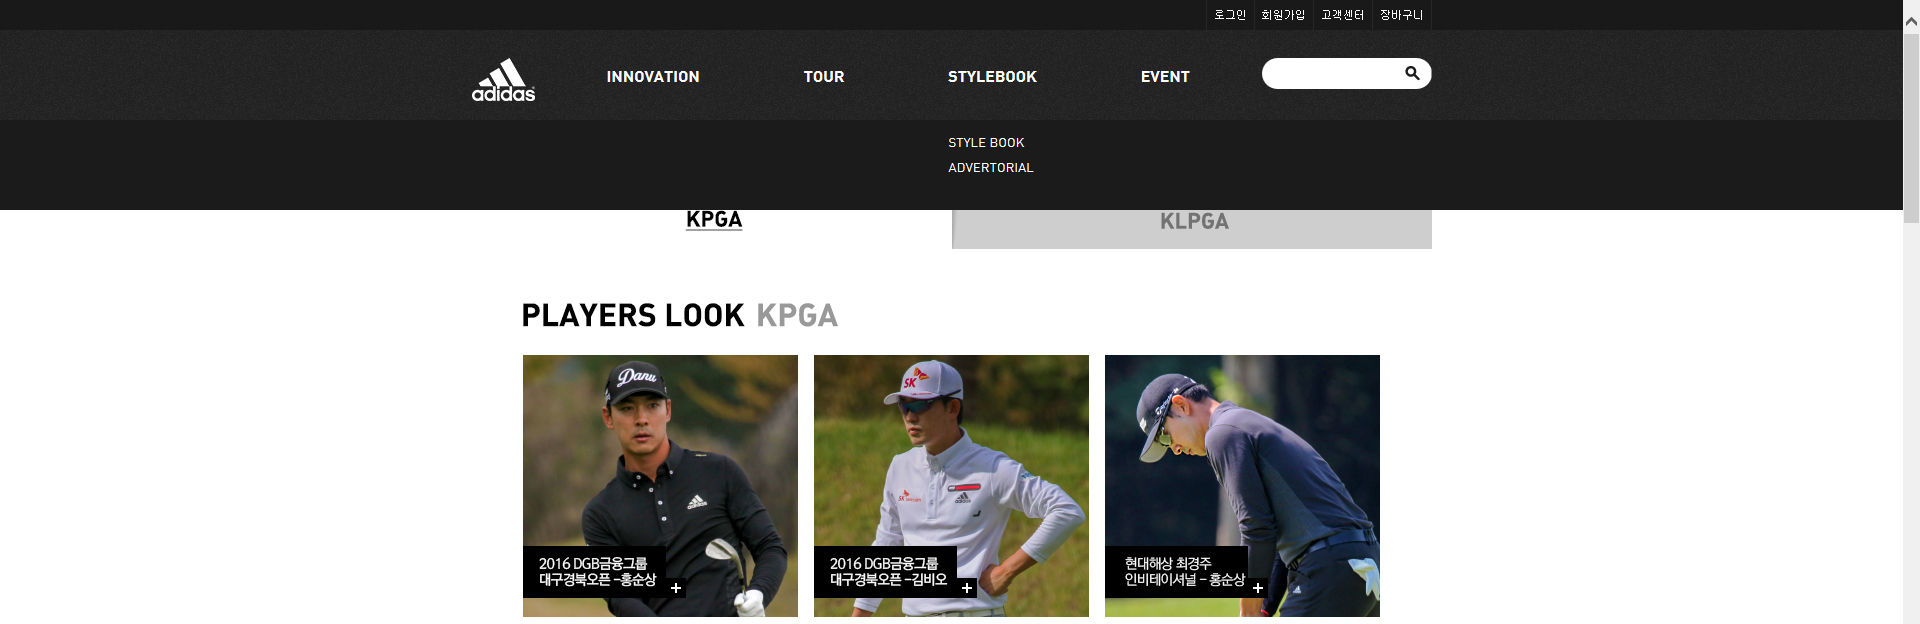 로그인 회원가입 고객센터 장바구니
adidas
INNOVATION TOUR STYLEBOOK EVENT
STYLE BOOK
ADVERTORIAL
KPGA KLPGA
PLAYERS LOOK KPGA
Danu
SK
adidas
SK
adidas
2016 DGB금융그룹
대구경북오픈 -홍순상
+
2016 DGB금융그룹
대구경북오픈 -김비오
+
현대해상 최경주
인비테이셔널 - 홍순상
+